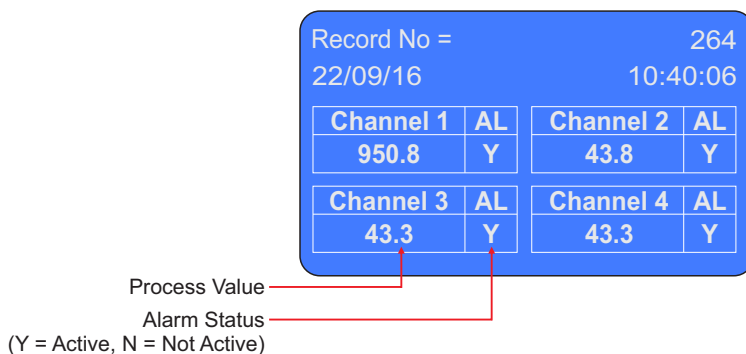 Record No = 264
22/09/16 10:40:06
Channel 1 AL Channel 2 AL
950.8 Y 43.8 Y
Channel 3 AL Channel 4 AL
43.3 Y 43.3 Y
Process Value
Alarm Status
(Y = Active, N = Not Active)